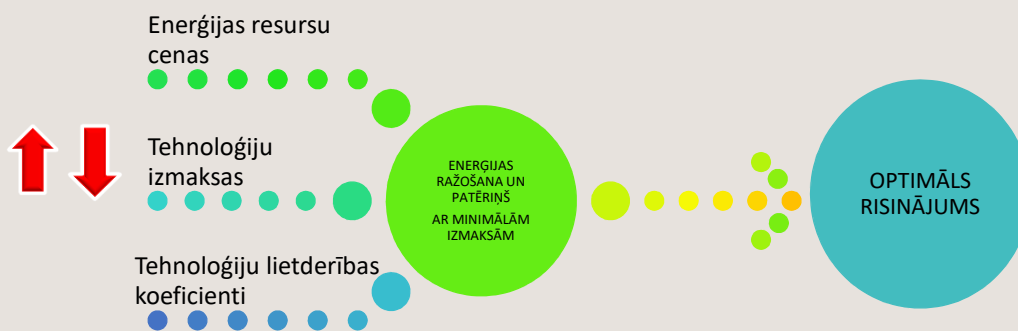 Enerģijas resursu
cenas
Tehnoloģiju
izmaksas
Tehnoloģiju lietderības
koeficienti
ENERĢIJAS
RAŽOŠANA UN
PATĒRIŅŠ
AR MINIMĀLĀM
IZMAKSĀM
OPTIMĀLS
RISINĀJUMS